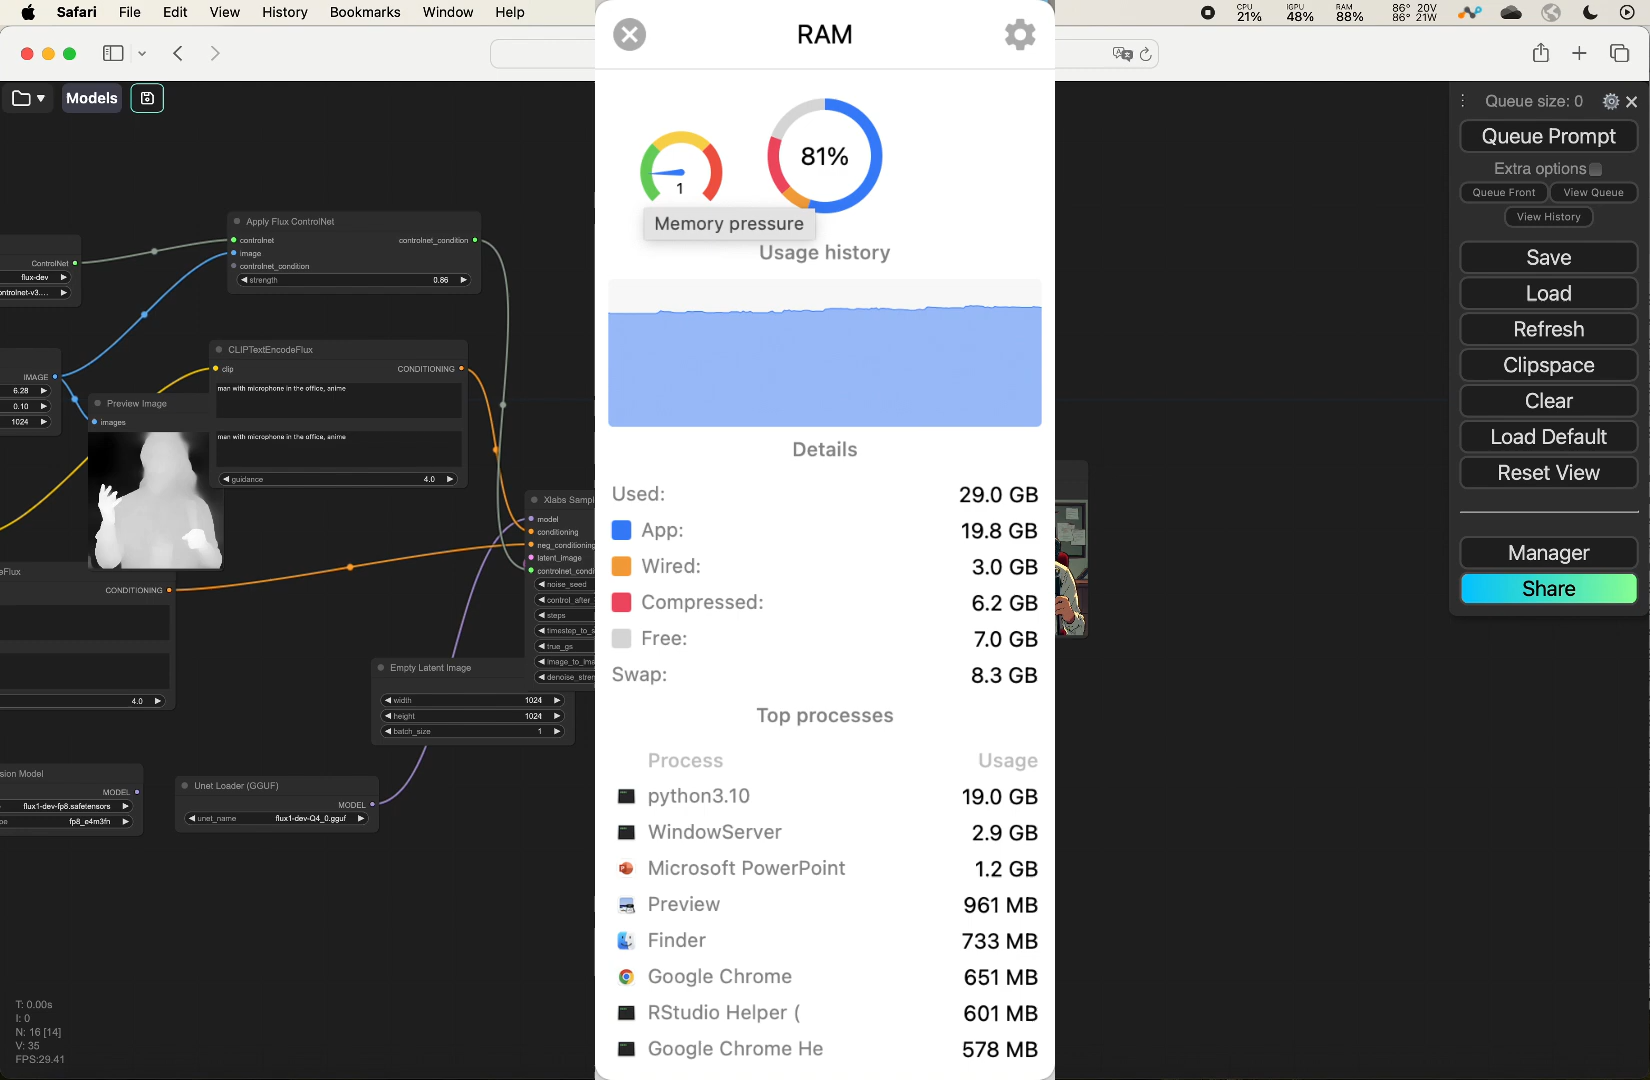 Safari File Edit View History Bookmarks Window Help
CPU 21% IGPU 48% RAM 88% 86° 20V
86° 21W
Models
Queue size: 0
Queue Prompt
Extra options
Queue Front View Queue
View History
Save
Load
Refresh
Clipspace
Clear
Load Default
Reset View
Manager
Share
ControlNet
flux-dev
ontrolnet-v3....
Apply Flux ControlNet
controlnet controlnet_condition
image
controlnet_condition
strength 0.86
IMAGE
6.28
0.10
1024
Preview Image
images
CLIPTextEncodeFlux
clip CONDITIONING
man with microphone in the office, anime
man with microphone in the office, anime
guidance 4.0
eFlux
CONDITIONING
4.0
Xlabs Sampl
model
conditioning
neg_conditioning
latent_image
controlnet_condi
noise_seed
control_after_
steps
timestep_to_s
true_gs
image_to_ima
denoise_stren
Empty Latent Image
width 1024
height 1024
batch_size 1
sion Model
MODEL
flux1-dev-fp8.safetensors
pe fp8_e4m3fn
Unet Loader (GGUF)
MODEL
unet_name flux1-dev-Q4_0.gguf
T: 0.00s
I: 0
N: 16 [14]
V: 35
FPS:29.41
RAM
1
81%
Memory pressure
Usage history
Details
Used: 29.0 GB
App: 19.8 GB
Wired: 3.0 GB
Compressed: 6.2 GB
Free: 7.0 GB
Swap: 8.3 GB
Top processes
Process Usage
python3.10 19.0 GB
WindowServer 2.9 GB
Microsoft PowerPoint 1.2 GB
Preview 961 MB
Finder 733 MB
Google Chrome 651 MB
RStudio Helper ( 601 MB
Google Chrome He 578 MB